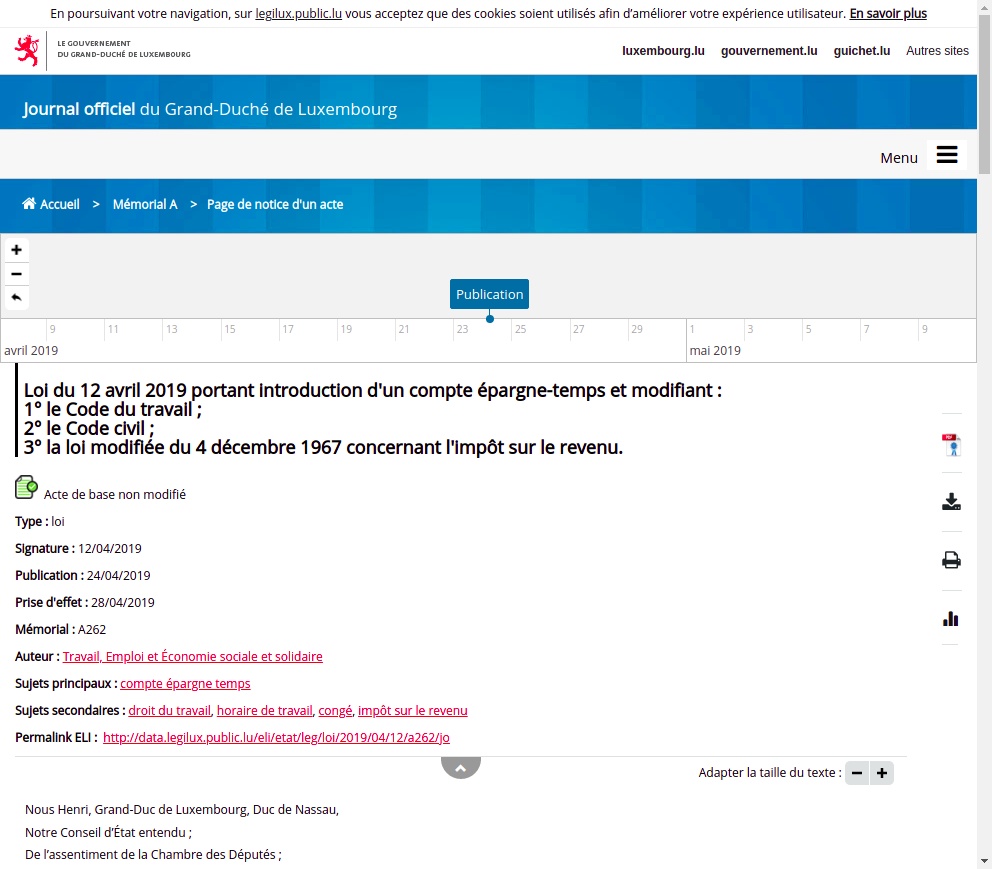 En poursuivant votre navigation, sur legilux.public.lu vous acceptez que des cookies soient utilisés afin d’améliorer votre expérience utilisateur. En savoir plus
LE GOUVERNEMENT
DU GRAND-DUCHÉ DE LUXEMBOURG
luxembourg.lu gouvernement.lu guichet.lu Autres sites
Journal officiel du Grand-Duché de Luxembourg
Menu
Accueil > Mémorial A > Page de notice d'un acte
+
−
Publication
9 11 13 15 17 19 21 23 25 27 29 1 3 5 7 9
avril 2019 mai 2019
Loi du 12 avril 2019 portant introduction d'un compte épargne-temps et modifiant :
1° le Code du travail ;
2° le Code civil ;
3° la loi modifiée du 4 décembre 1967 concernant l'impôt sur le revenu.
PDF
Acte de base non modifié
Type : loi
Signature : 12/04/2019
Publication : 24/04/2019
Prise d'effet : 28/04/2019
Mémorial : A262
Auteur : Travail, Emploi et Économie sociale et solidaire
Sujets principaux : compte épargne temps
Sujets secondaires : droit du travail, horaire de travail, congé, impôt sur le revenu
Permalink ELI : http://data.legilux.public.lu/eli/etat/leg/loi/2019/04/12/a262/jo
Adapter la taille du texte : − +
Nous Henri, Grand-Duc de Luxembourg, Duc de Nassau,
Notre Conseil d’État entendu ;
De l’assentiment de la Chambre des Députés ;